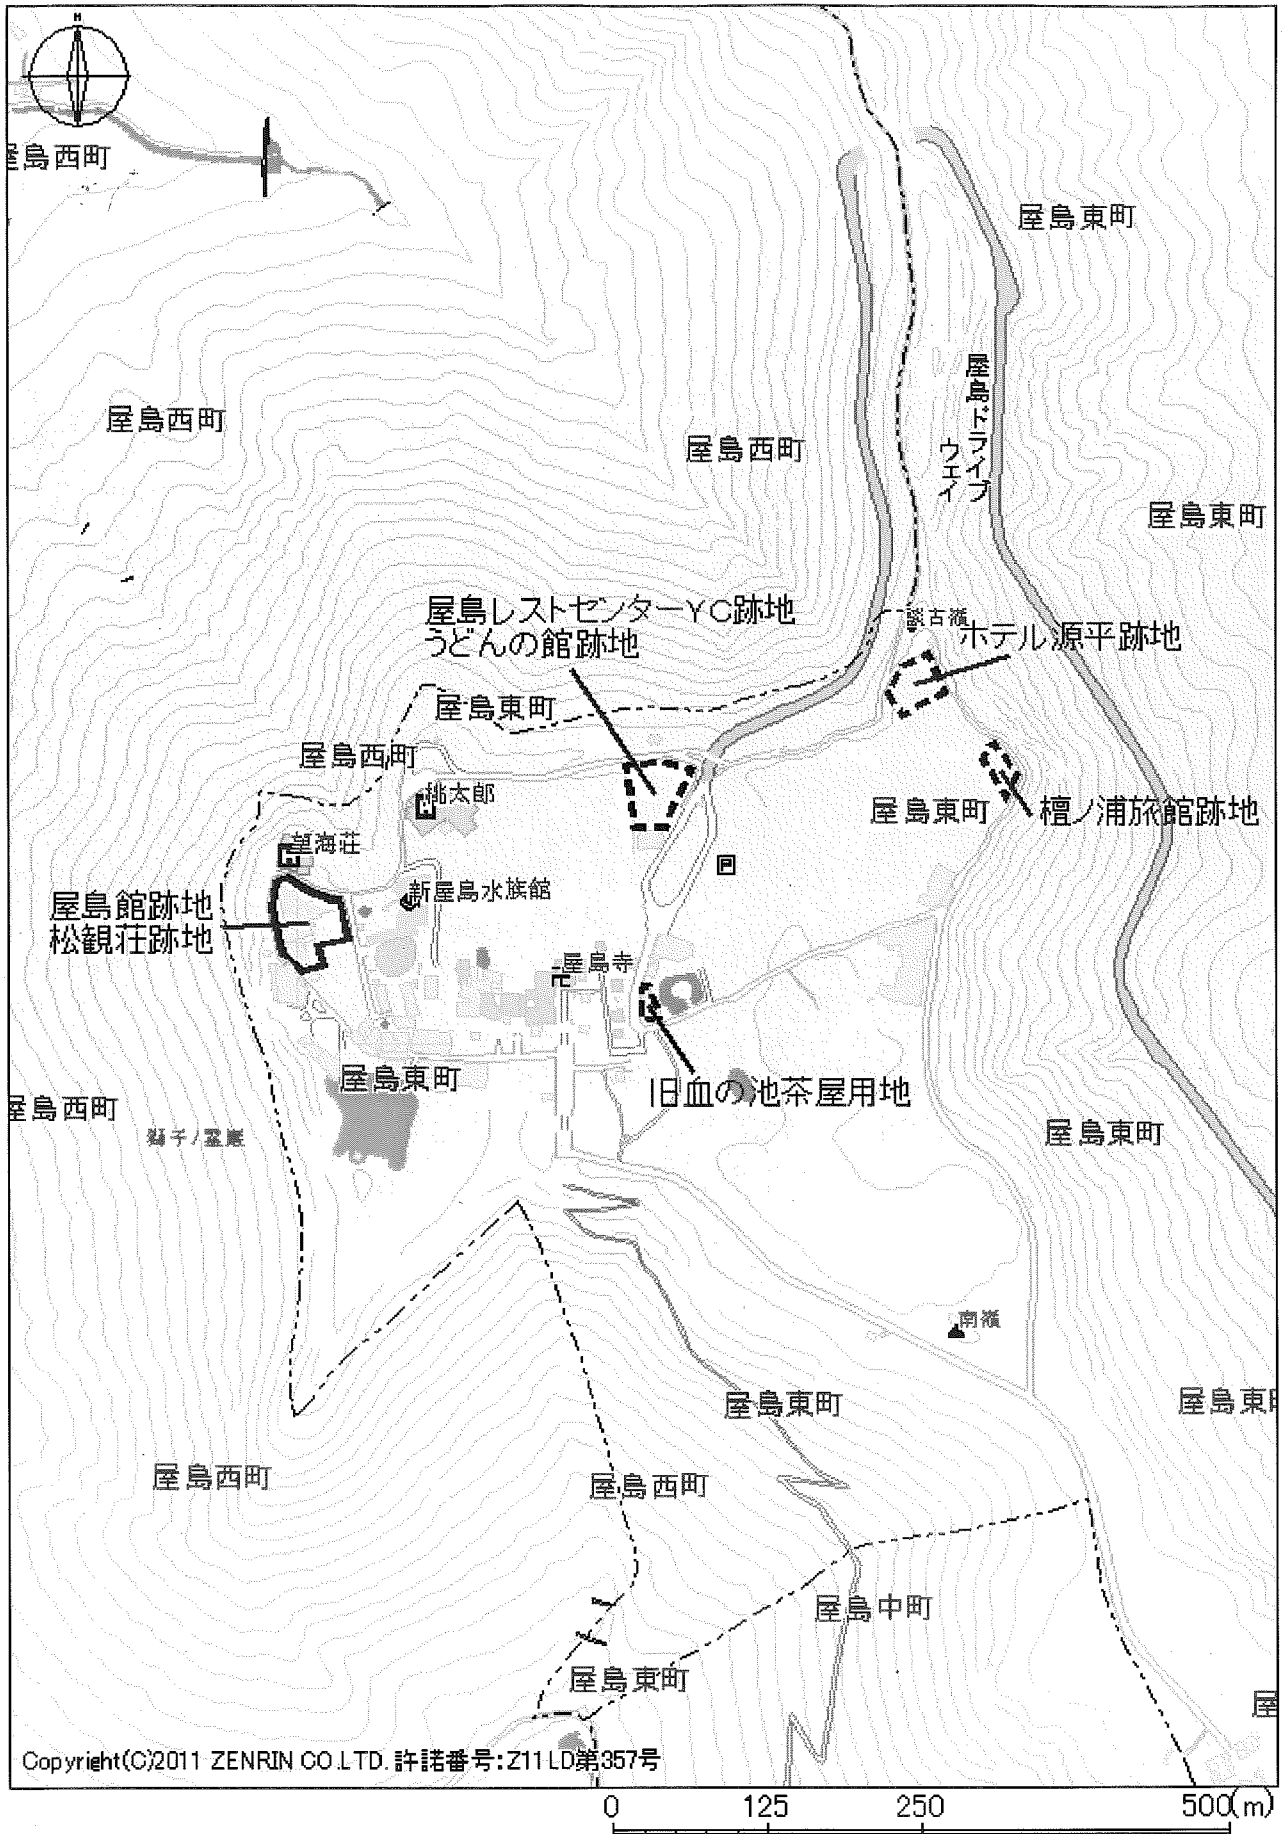 N
屋島西町
屋島東町
屋島ドライブ
ウェイ
屋島西町
屋島西町
屋島東町
屋島レストセンターYC跡地
うどんの館跡地
談古嶺
ホテル源平跡地
屋島東町
屋島西町
桃太郎
屋島東町
檀ノ浦旅館跡地
望海荘
P
新屋島水族館
屋島館跡地
松観荘跡地
屋島寺
屋島東町
旧血の池茶屋用地
屋島西町
獅子ノ霊巌
屋島東町
南嶺
屋島東町
屋島東
屋島西町
屋島西町
屋島中町
屋島東町
屋
Copyright(C)2011 ZENRIN CO.LTD. 許諾番号:Z11LD第357号
0 125 250 500(m)